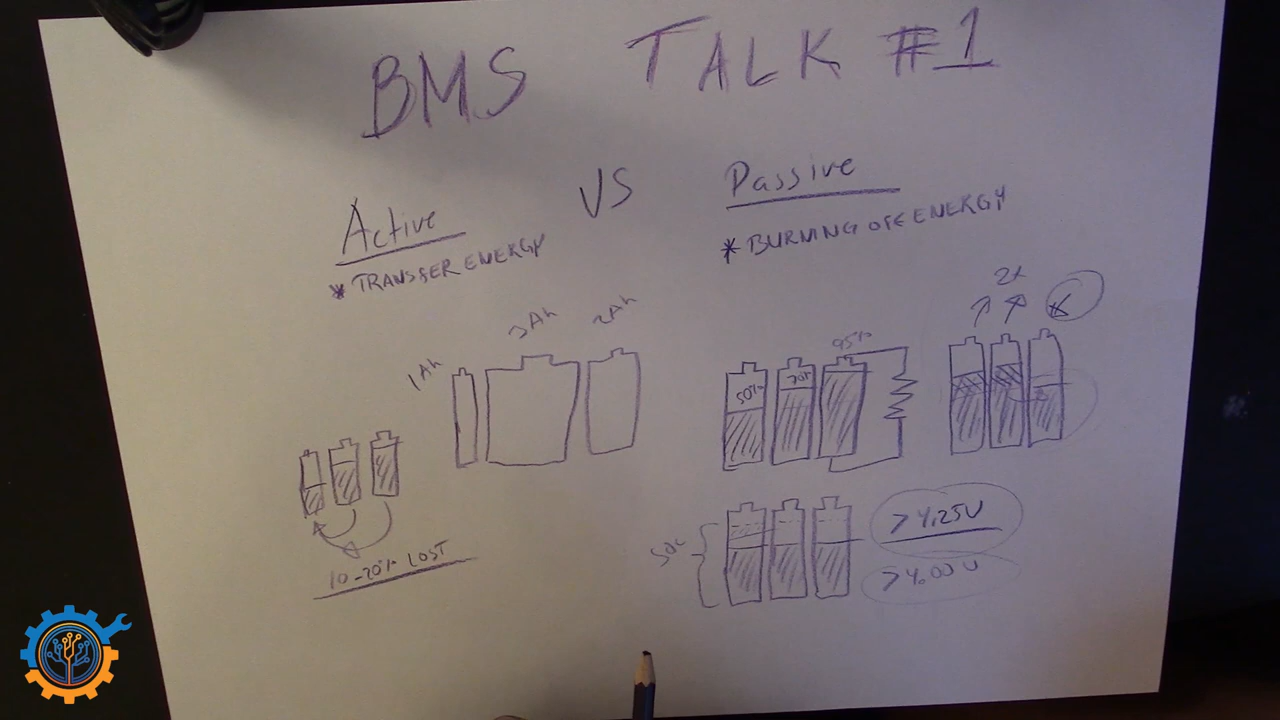 BMS TALK #1
Active VS Passive
* TRANSFER ENERGY
* BURNING OFF ENERGY
1Ah
3Ah
2Ah
10-20% LOST
50%
70%
95%
2x
SOC
>4,25V
>4.00V